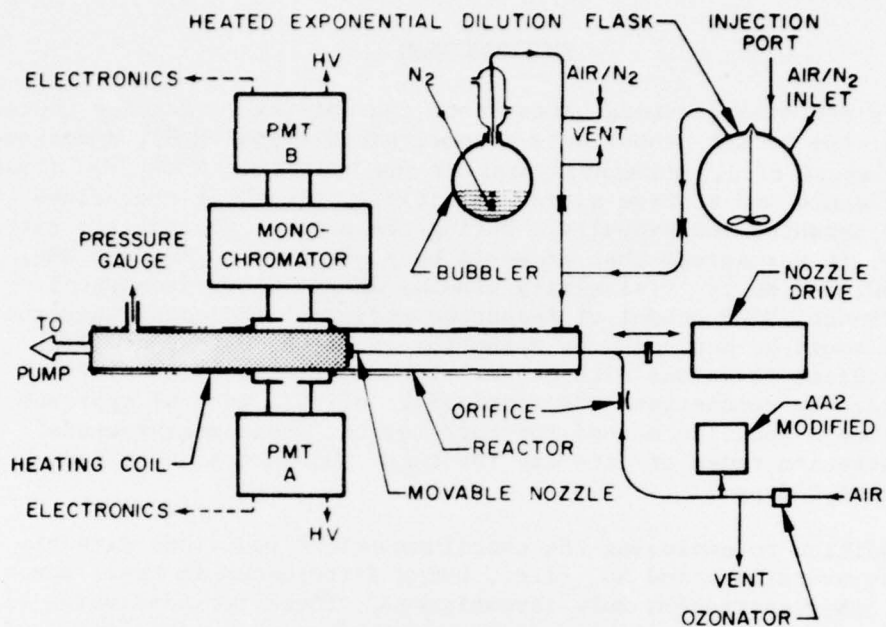 HEATED EXPONENTIAL DILUTION FLASK
INJECTION
PORT
ELECTRONICS
HV
N2
AIR/N2
AIR/N2
INLET
PMT
B
VENT
PRESSURE
GAUGE
MONO-
CHROMATOR
BUBBLER
NOZZLE
DRIVE
TO
PUMP
ORIFICE
AA2
MODIFIED
REACTOR
HEATING COIL
PMT
A
MOVABLE NOZZLE
AIR
ELECTRONICS
HV
VENT
OZONATOR